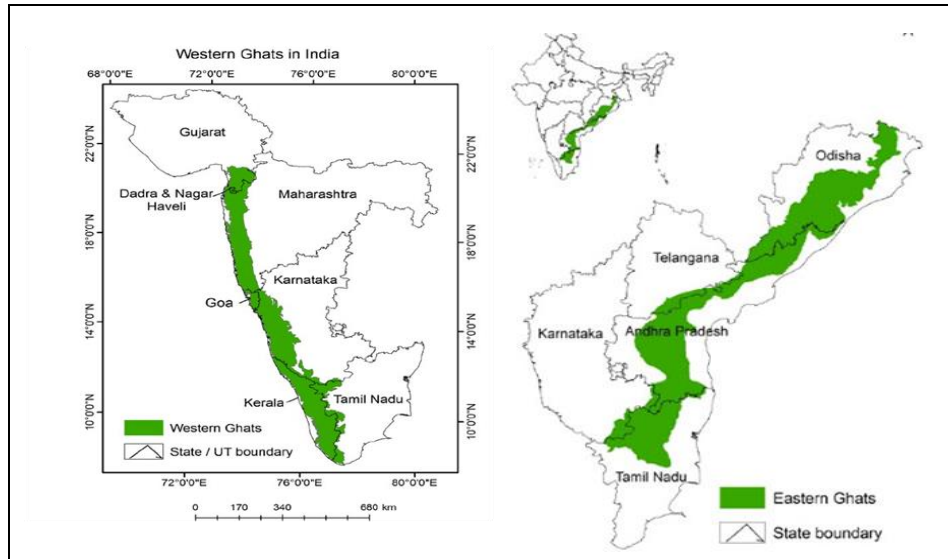 Western Ghats in India
68°0'0"E 72°0'0"E 76°0'0"E 80°0'0"E
22°0'0"N
18°0'0"N
14°0'0"N
10°0'0"N
22°0'0"N
18°0'0"N
14°0'0"N
10°0'0"N
Gujarat
Dadra & Nagar
Haveli
Maharashtra
Karnataka
Goa
Kerala
Tamil Nadu
Western Ghats
State / UT boundary
72°0'0"E 76°0'0"E 80°0'0"E
0 170 340 680 km
Odisha
Telangana
Karnataka
Andhra Pradesh
Tamil Nadu
Eastern Ghats
State boundary